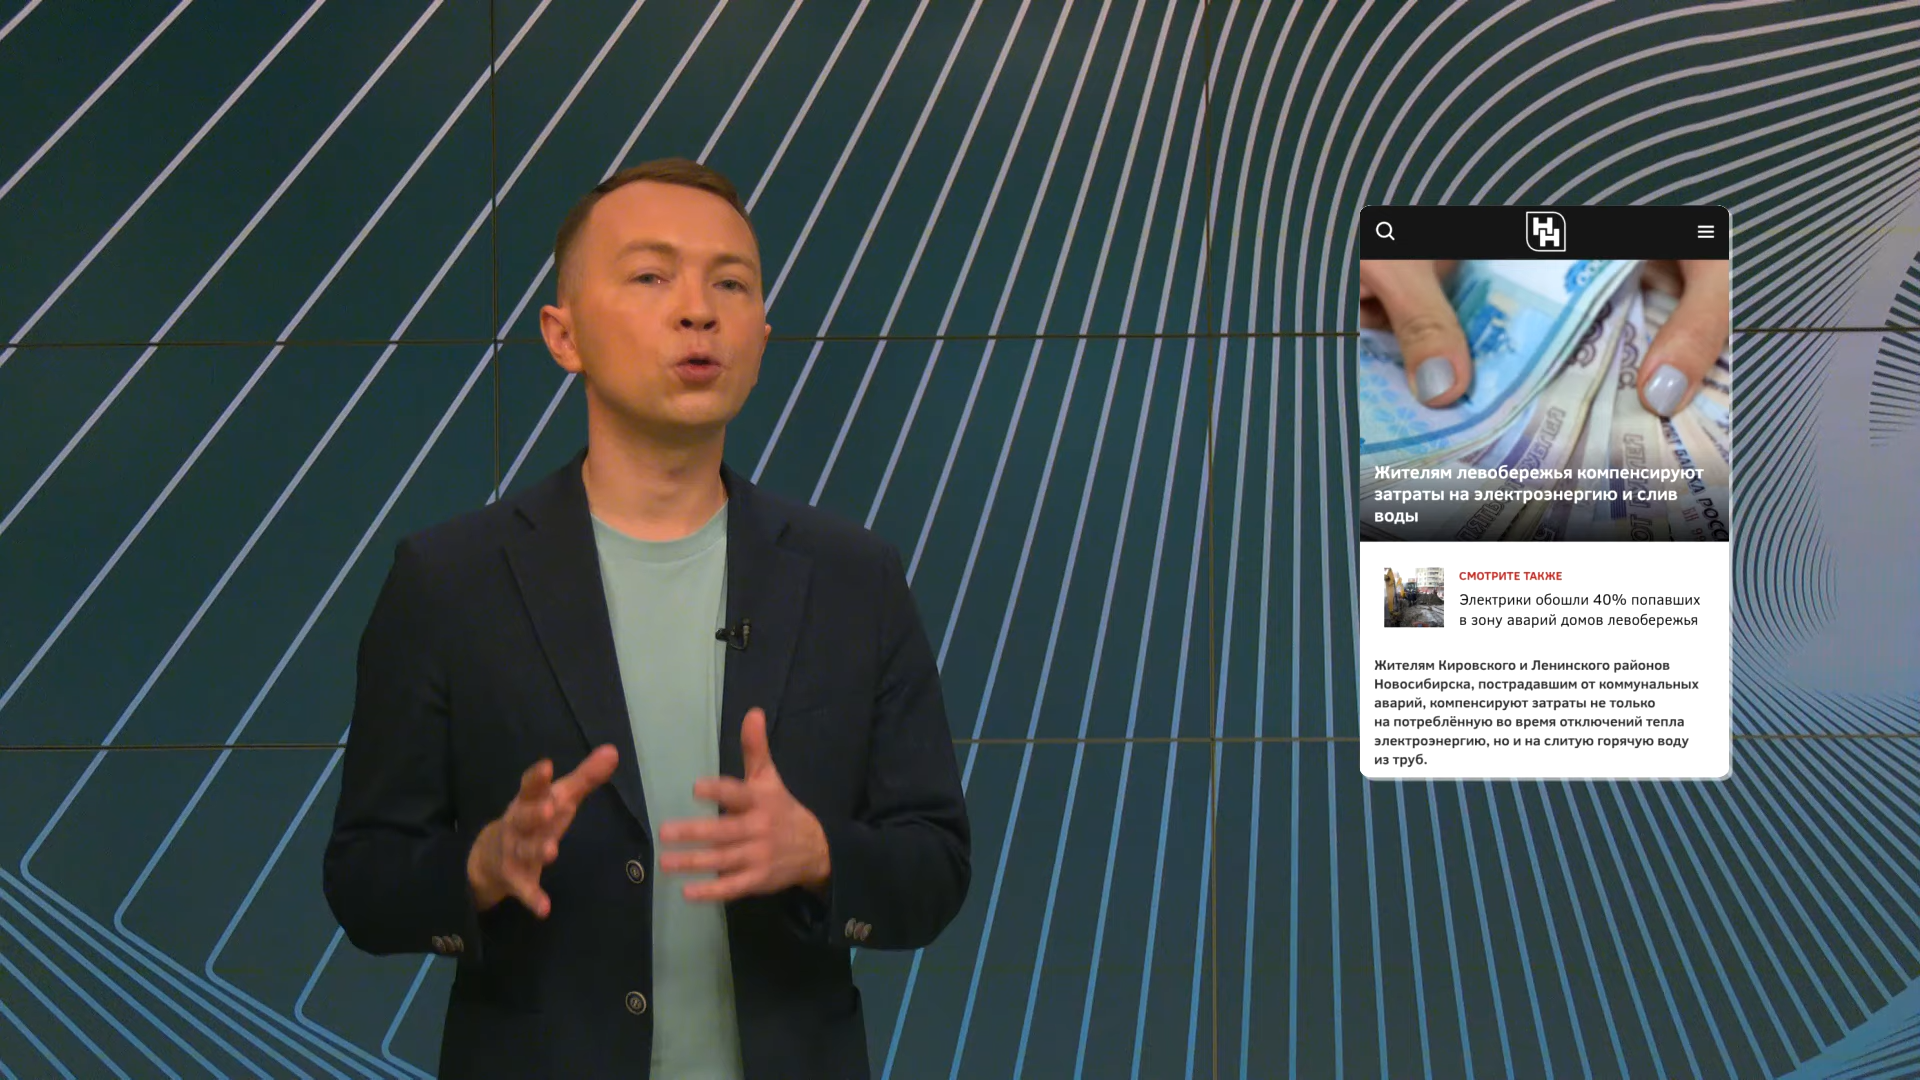 НН
Жителям левобережья компенсируют
затраты на электроэнергию и слив
воды
СМОТРИТЕ ТАКЖЕ
Электрики обошли 40% попавших
в зону аварий домов левобережья
Жителям Кировского и Ленинского районов
Новосибирска, пострадавшим от коммунальных
аварий, компенсируют затраты не только
на потреблённую во время отключений тепла
электроэнергию, но и на слитую горячую воду
из труб.